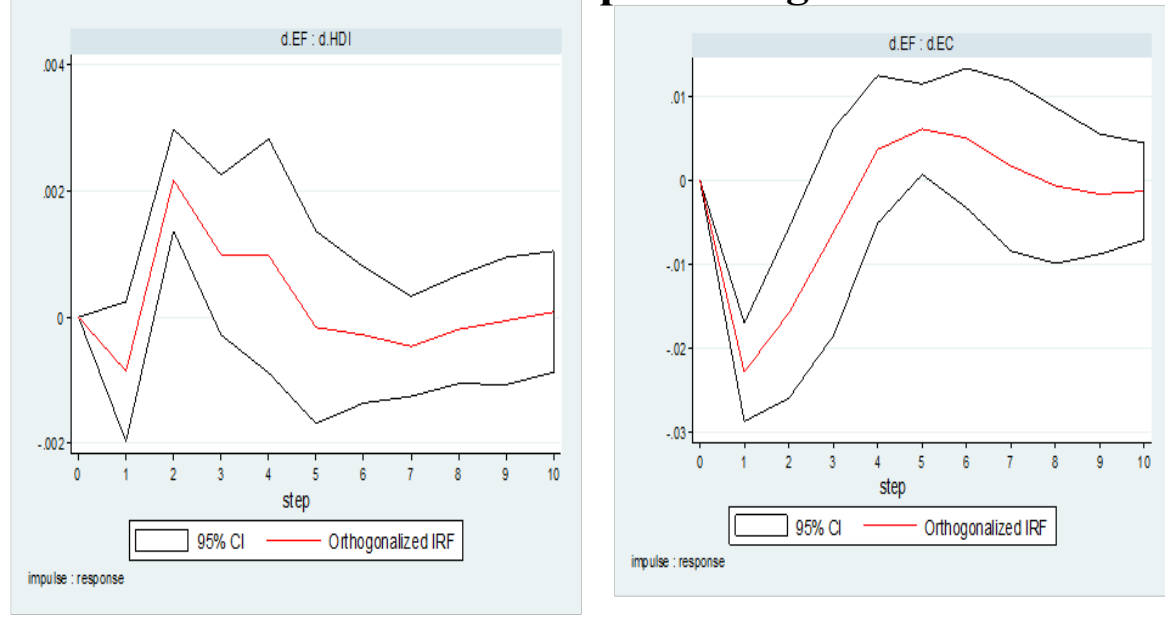 d.EF : d.HDI
.004
.002
0
-.002
0 1 2 3 4 5 6 7 8 9 10
step
95% CI Orthogonalized IRF
impulse : response
d.EF : d.EC
.01
0
-.01
-.02
-.03
0 1 2 3 4 5 6 7 8 9 10
step
95% CI Orthogonalized IRF
impulse : response